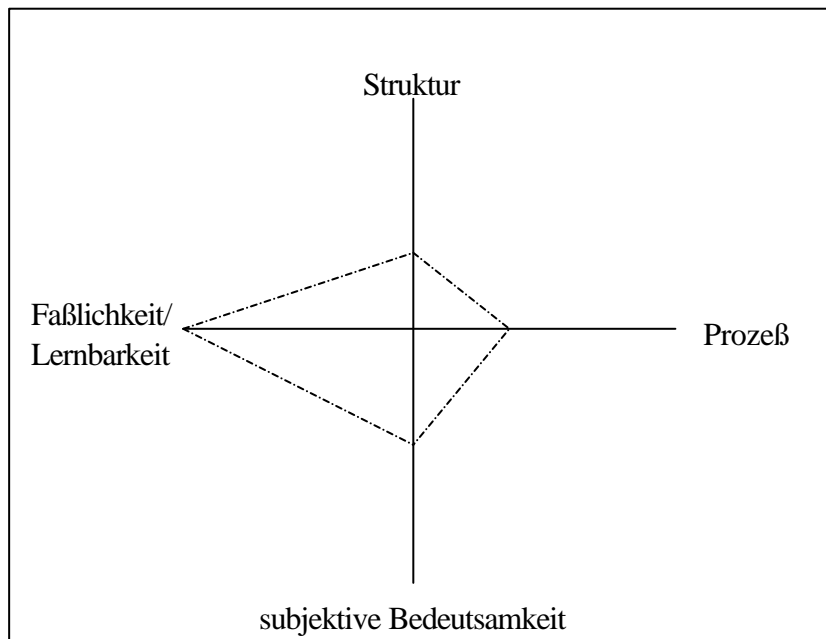 Struktur
Faßlichkeit/
Lernbarkeit
Prozeß
subjektive Bedeutsamkeit